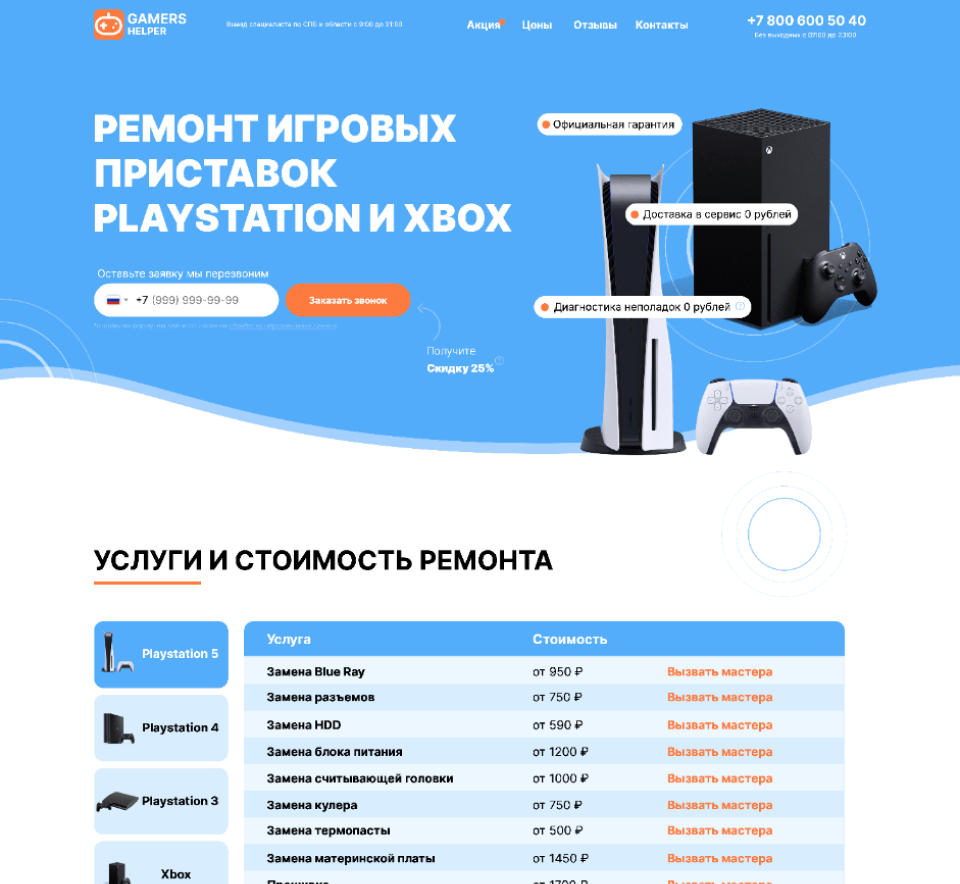 GAMERS
HELPER
Выезд специалиста по СПБ и области с 9:00 до 21:00
Акция
Цены
Отзывы
Контакты
+7 800 600 50 40
Без выходных с 07:00 до 23:00
РЕМОНТ ИГРОВЫХ
ПРИСТАВОК
PLAYSTATION И XBOX
Официальная гарантия
Доставка в сервис 0 рублей
Диагностика неполадок 0 рублей
Оставьте заявку мы перезвоним
+7 (999) 999-99-99
Заказать звонок
Получите
Скидку 25%
УСЛУГИ И СТОИМОСТЬ РЕМОНТА
Playstation 5
Playstation 4
Playstation 3
Xbox
Услуга Стоимость
Замена Blue Ray от 950 ₽ Вызвать мастера
Замена разъемов от 750 ₽ Вызвать мастера
Замена HDD от 590 ₽ Вызвать мастера
Замена блока питания от 1200 ₽ Вызвать мастера
Замена считывающей головки от 1000 ₽ Вызвать мастера
Замена кулера от 750 ₽ Вызвать мастера
Замена термопасты от 500 ₽ Вызвать мастера
Замена материнской платы от 1450 ₽ Вызвать мастера